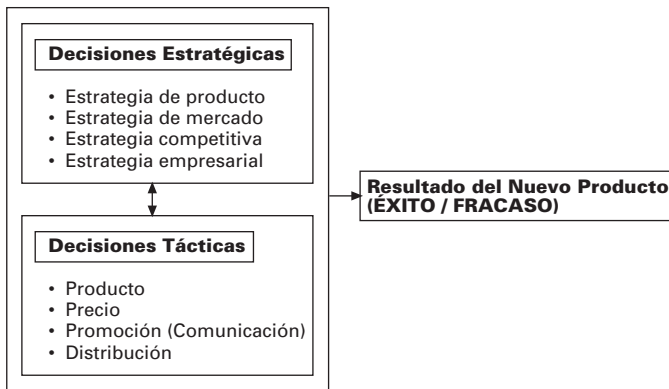 Decisiones Estratégicas
• Estrategia de producto
• Estrategia de mercado
• Estrategia competitiva
• Estrategia empresarial
Resultado del Nuevo Producto
(ÉXITO / FRACASO)
Decisiones Tácticas
• Producto
• Precio
• Promoción (Comunicación)
• Distribución